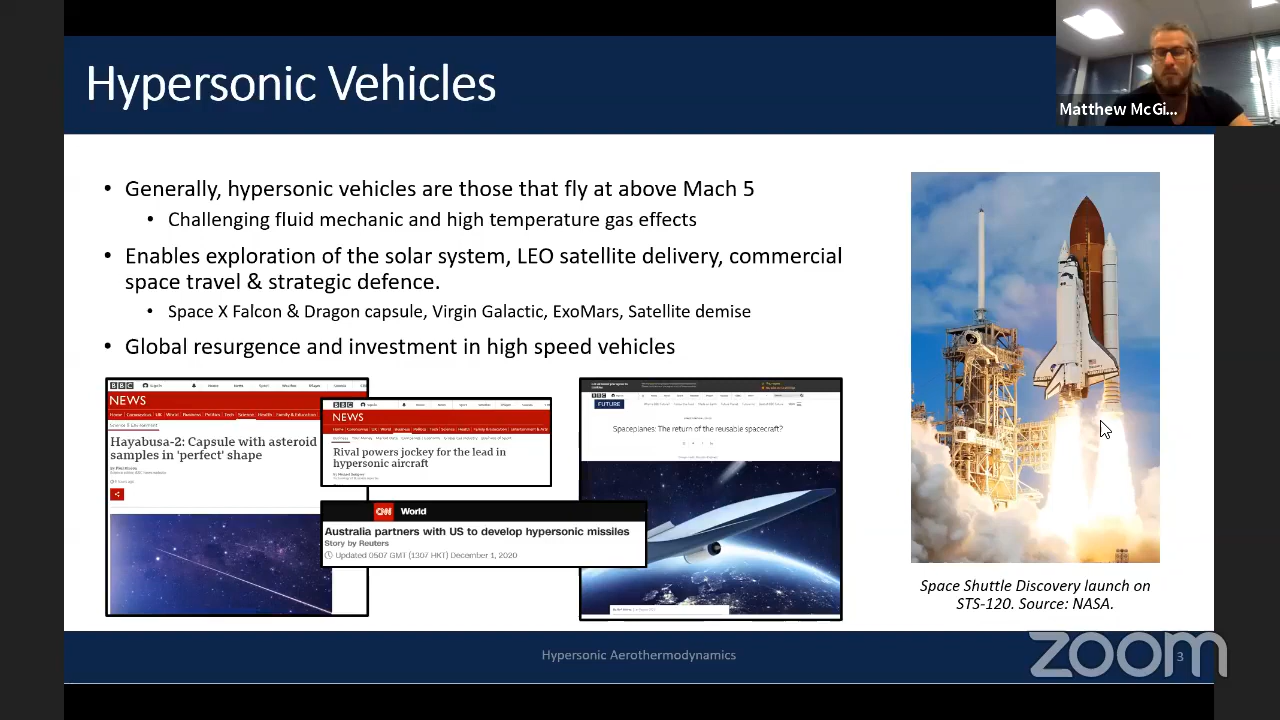 Hypersonic Vehicles
Matthew McGi...
• Generally, hypersonic vehicles are those that fly at above Mach 5
• Challenging fluid mechanic and high temperature gas effects
• Enables exploration of the solar system, LEO satellite delivery, commercial
space travel & strategic defence.
• Space X Falcon & Dragon capsule, Virgin Galactic, ExoMars, Satellite demise
• Global resurgence and investment in high speed vehicles
BBC
NEWS
Hayabusa-2: Capsule with asteroid
samples in 'perfect' shape
BBC
NEWS
Rival powers jockey for the lead in
hypersonic aircraft
CNN World
Australia partners with US to develop hypersonic missiles
Story by Reuters
Updated 0507 GMT (1307 HKT) December 1, 2020
BBC
FUTURE
Spaceplanes: The return of the reusable spacecraft?
Space Shuttle Discovery launch on
STS-120. Source: NASA.
Hypersonic Aerothermodynamics
zoom
3